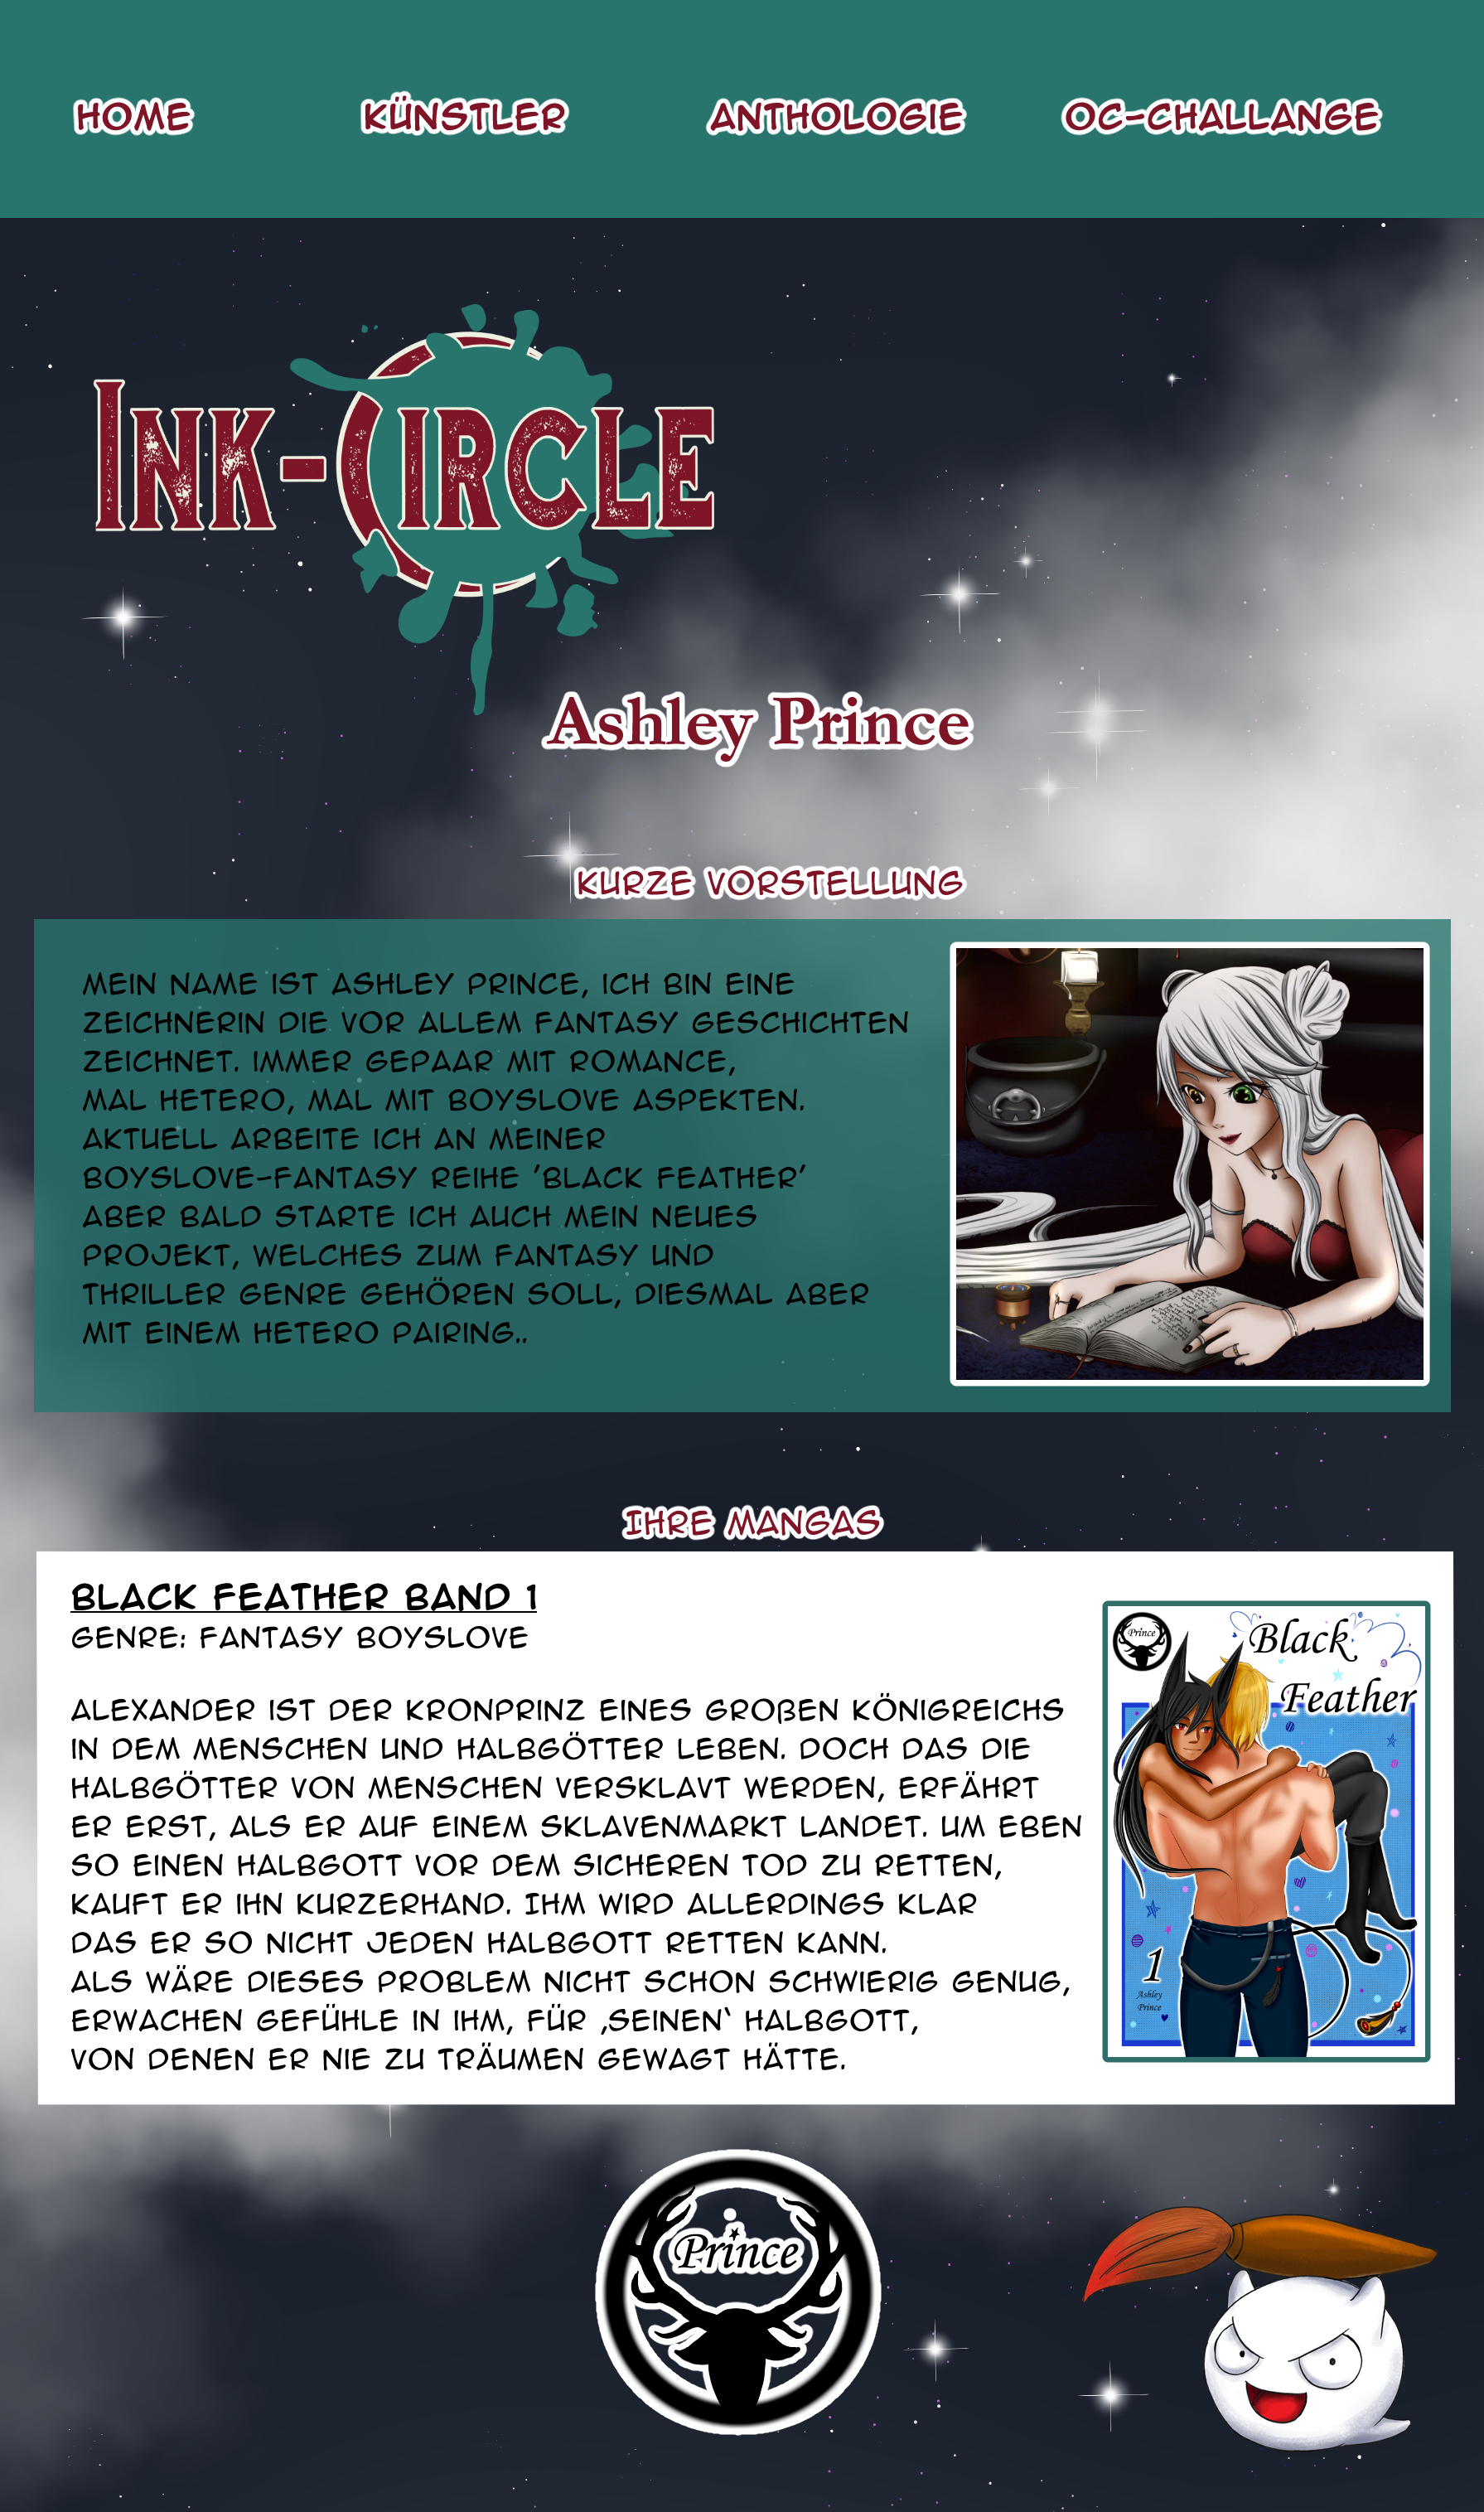 HOME KÜNSTLER ANTHOLOGIE OC-CHALLANGE
INK-CIRCLE
Ashley Prince
KURZE VORSTELLUNG
MEIN NAME IST ASHLEY PRINCE, ICH BIN EINE
ZEICHNERIN DIE VOR ALLEM FANTASY GESCHICHTEN
ZEICHNET. IMMER GEPAAR MIT ROMANCE,
MAL HETERO, MAL MIT BOYSLOVE ASPEKTEN.
AKTUELL ARBEITE ICH AN MEINER
BOYSLOVE-FANTASY REIHE 'BLACK FEATHER'
ABER BALD STARTE ICH AUCH MEIN NEUES
PROJEKT, WELCHES ZUM FANTASY UND
THRILLER GENRE GEHÖREN SOLL, DIESMAL ABER
MIT EINEM HETERO PAIRING..
IHRE MANGAS
BLACK FEATHER BAND 1
GENRE: FANTASY BOYSLOVE
ALEXANDER IST DER KRONPRINZ EINES GROßEN KÖNIGREICHS
IN DEM MENSCHEN UND HALBGÖTTER LEBEN. DOCH DAS DIE
HALBGÖTTER VON MENSCHEN VERSKLAVT WERDEN, ERFÄHRT
ER ERST, ALS ER AUF EINEM SKLAVENMARKT LANDET. UM EBEN
SO EINEN HALBGOTT VOR DEM SICHEREN TOD ZU RETTEN,
KAUFT ER IHN KURZERHAND. IHM WIRD ALLERDINGS KLAR
DAS ER SO NICHT JEDEN HALBGOTT RETTEN KANN.
ALS WÄRE DIESES PROBLEM NICHT SCHON SCHWIERIG GENUG,
ERWACHEN GEFÜHLE IN IHM, FÜR ‚SEINEN‘ HALBGOTT,
VON DENEN ER NIE ZU TRÄUMEN GEWAGT HÄTTE.
Prince
Black
Feather
1
Ashley
Prince
Prince